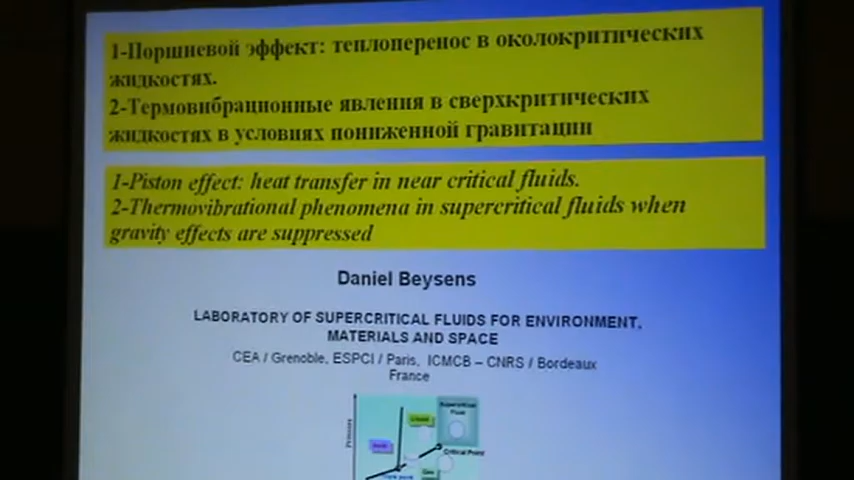 1-Поршневой эффект: теплоперенос в околокритических
жидкостях.
2-Термовибрационные явления в сверхкритических
жидкостях в условиях пониженной гравитации
1-Piston effect: heat transfer in near critical fluids.
2-Thermovibrational phenomena in supercritical fluids when
gravity effects are suppressed
Daniel Beysens
LABORATORY OF SUPERCRITICAL FLUIDS FOR ENVIRONMENT,
MATERIALS AND SPACE
CEA / Grenoble, ESPCI / Paris, ICMCB – CNRS / Bordeaux
France
Supercritical
Fluid
Pressure
Critical Point
Gas